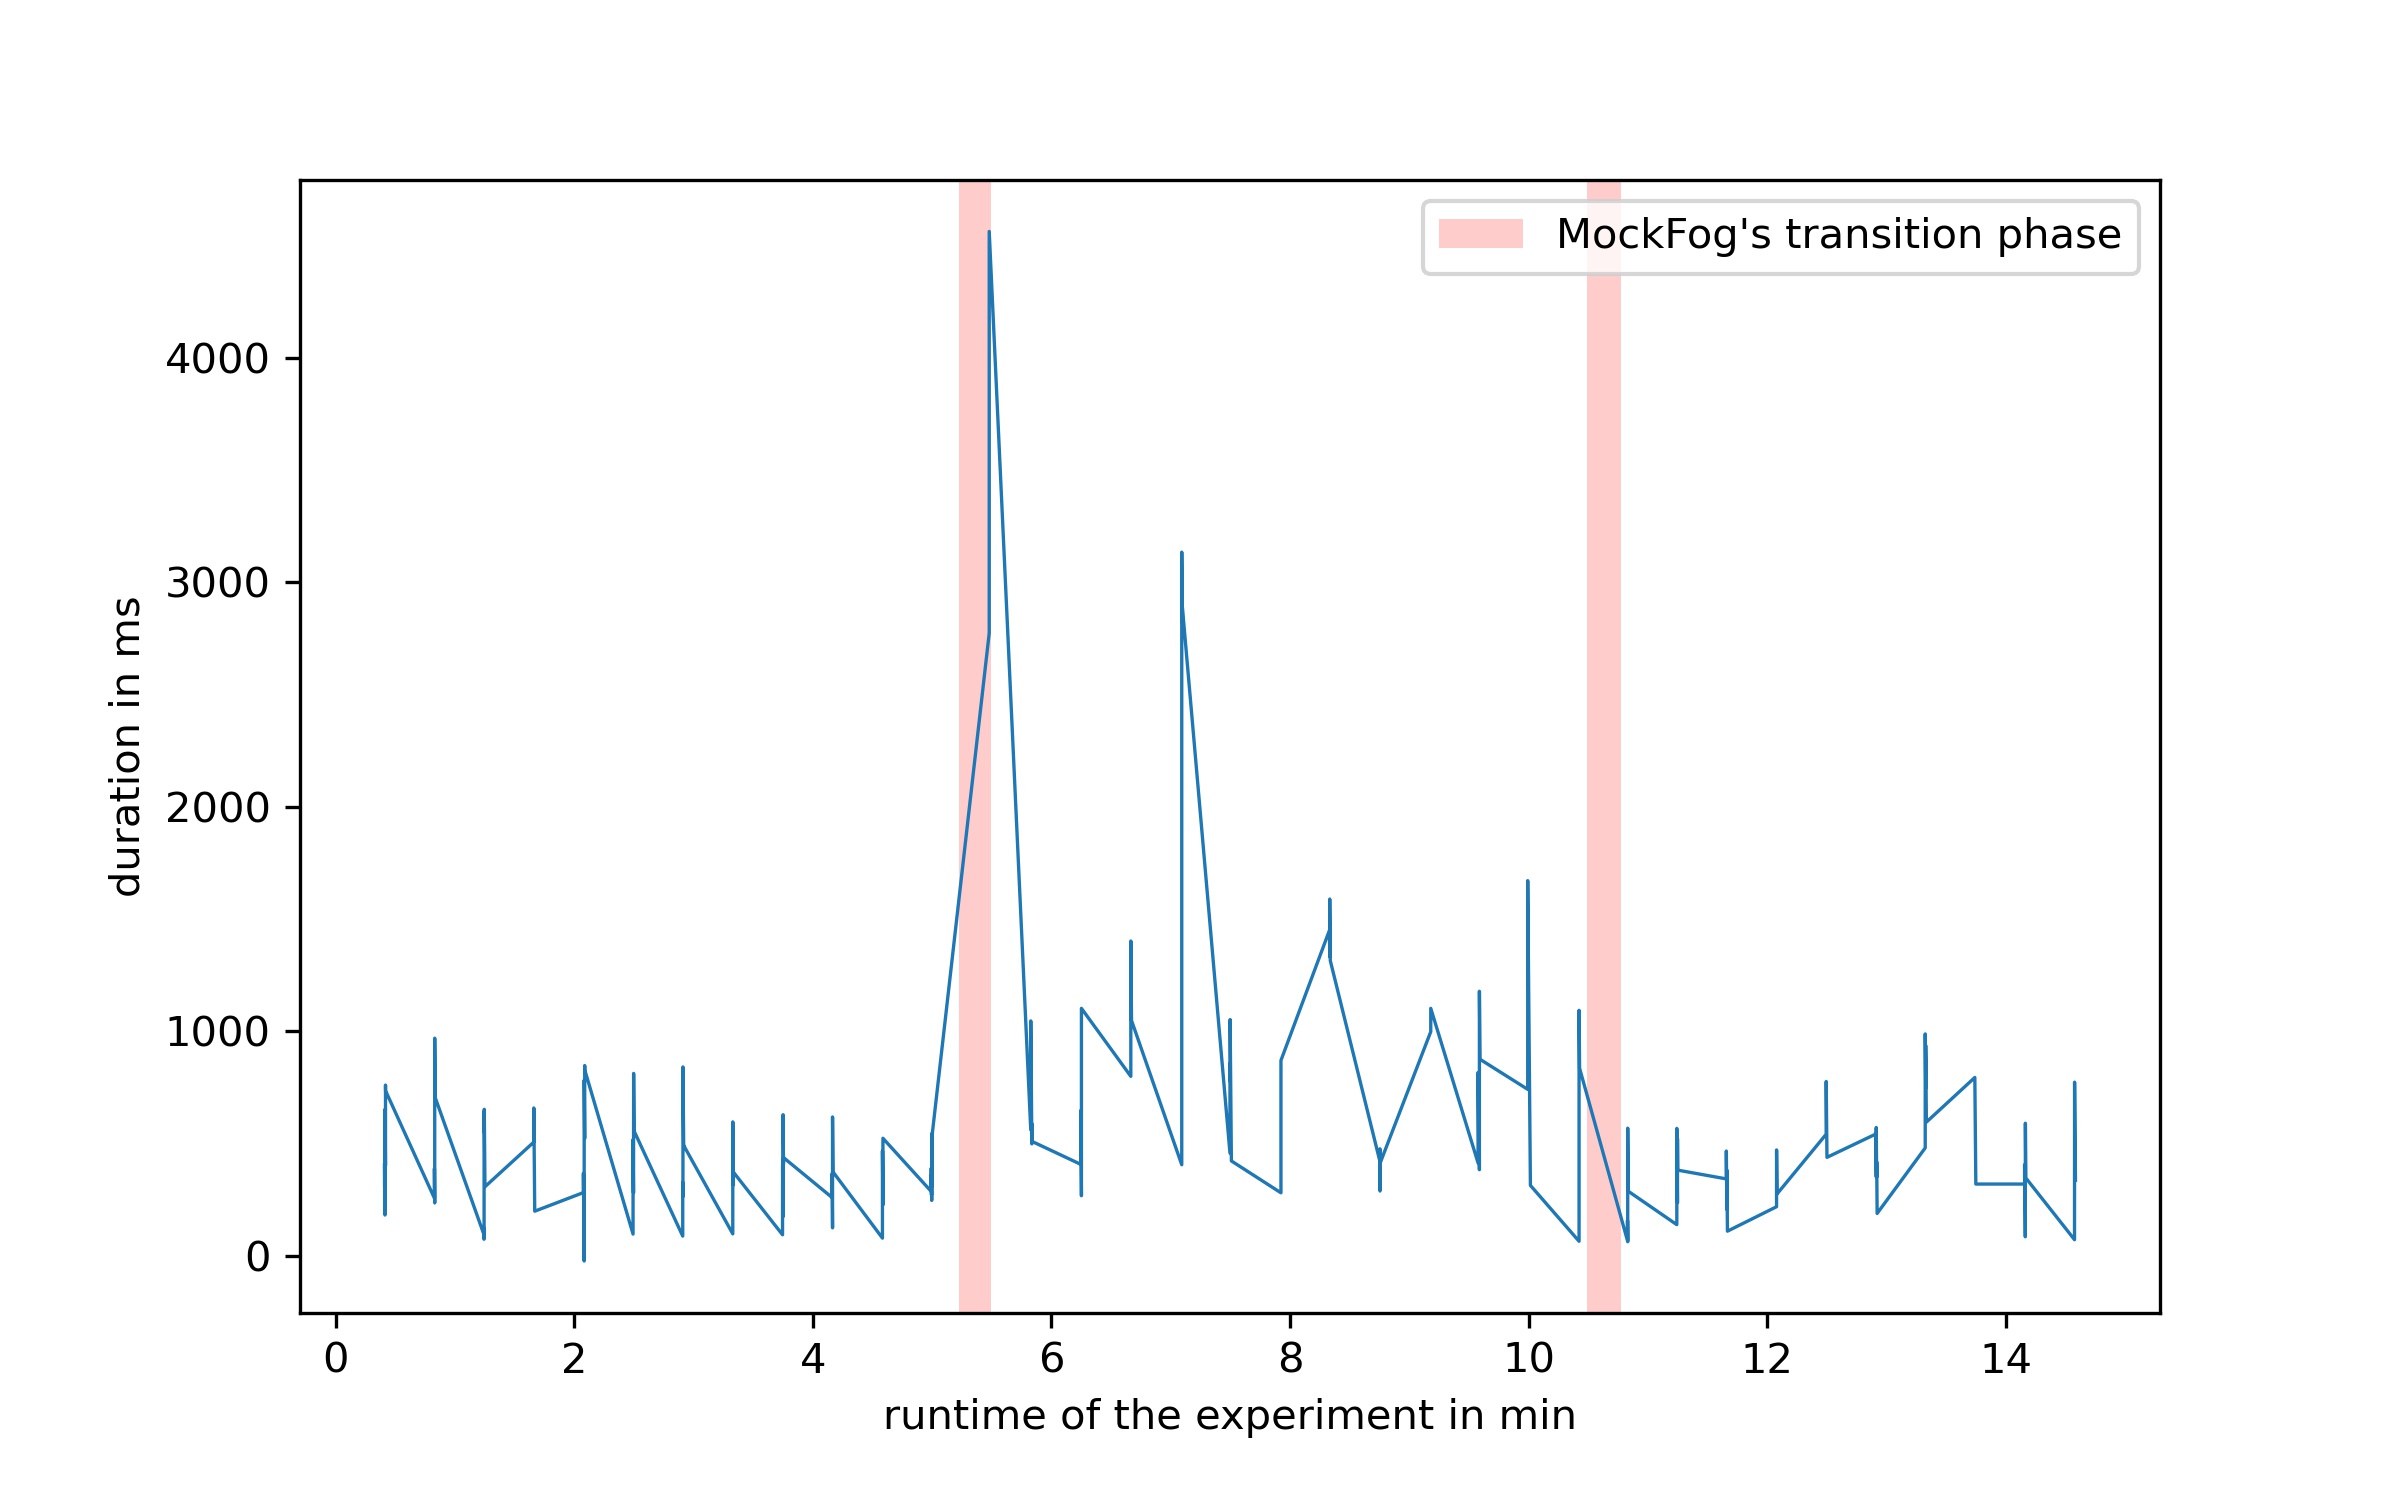 MockFog's transition phase
4000
3000
2000
1000
0
duration in ms
0 2 4 6 8 10 12 14
runtime of the experiment in min